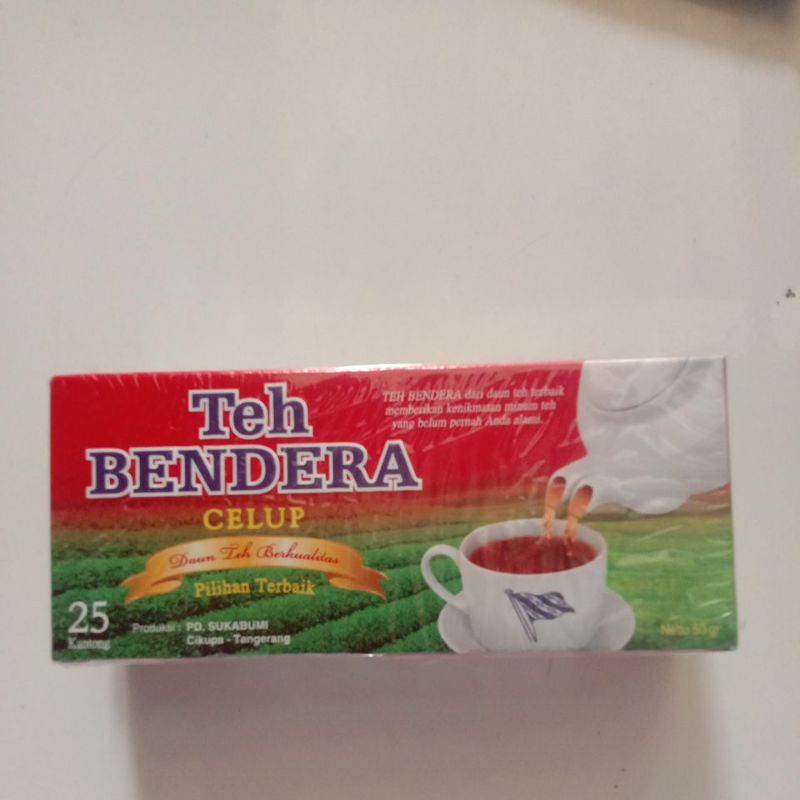 Teh
BENDERA
CELUP
Daun Teh Berkualitas
Pilihan Terbaik
25
Kantong
Produksi : PD. SUKABUMI
Cikupa - Tangerang
TEH BENDERA dari daun teh terbaik
memberikan kenikmatan minum teh
yang belum pernah Anda alami.
Netto 50 gr